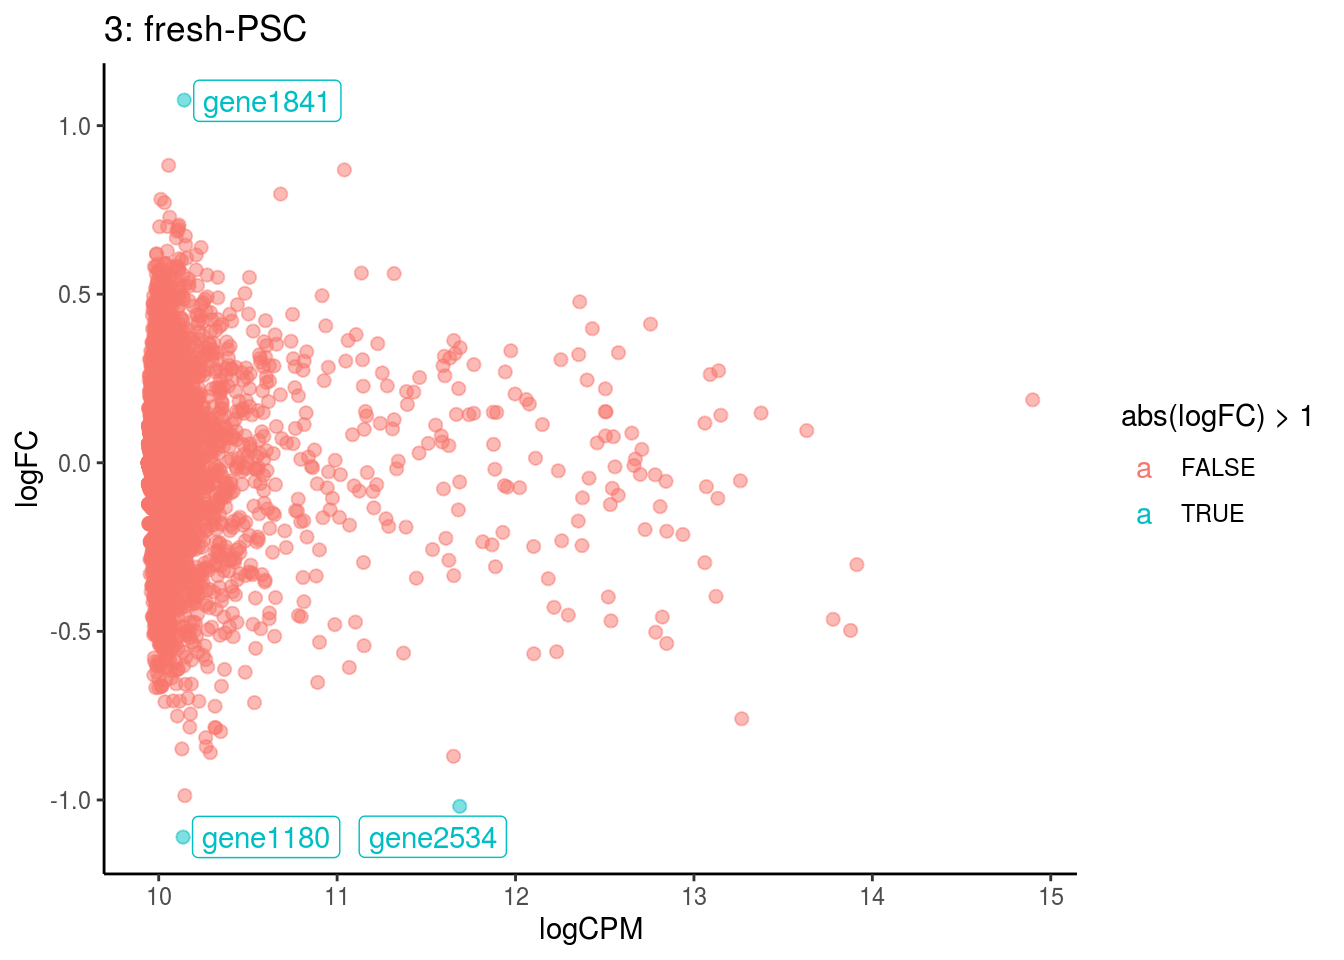 3: fresh-PSC
gene1841
1.0
0.5
0.0
-0.5
-1.0
logFC
gene1180
gene2534
10 11 12 13 14 15
logCPM
abs(logFC) > 1
a FALSE
a TRUE